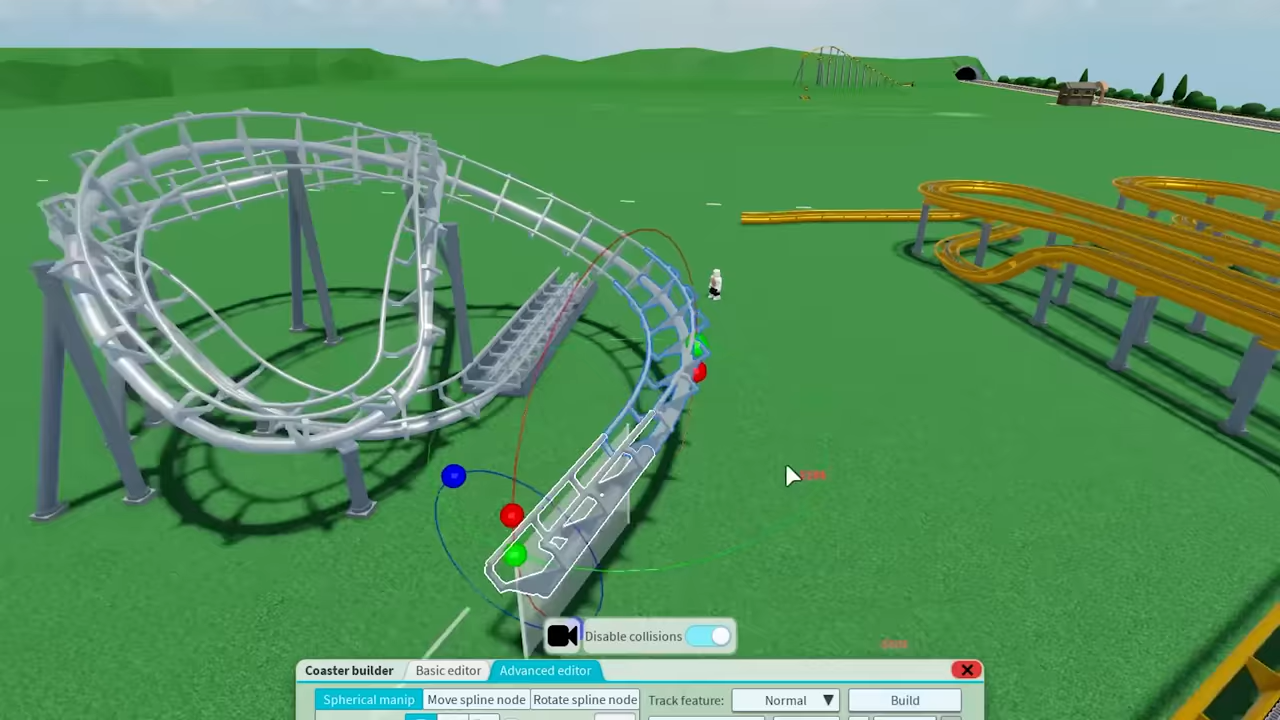 Disable collisions
Coaster builder Basic editor Advanced editor X
Spherical manip Move spline node Rotate spline node Track feature: Normal ▼ Build